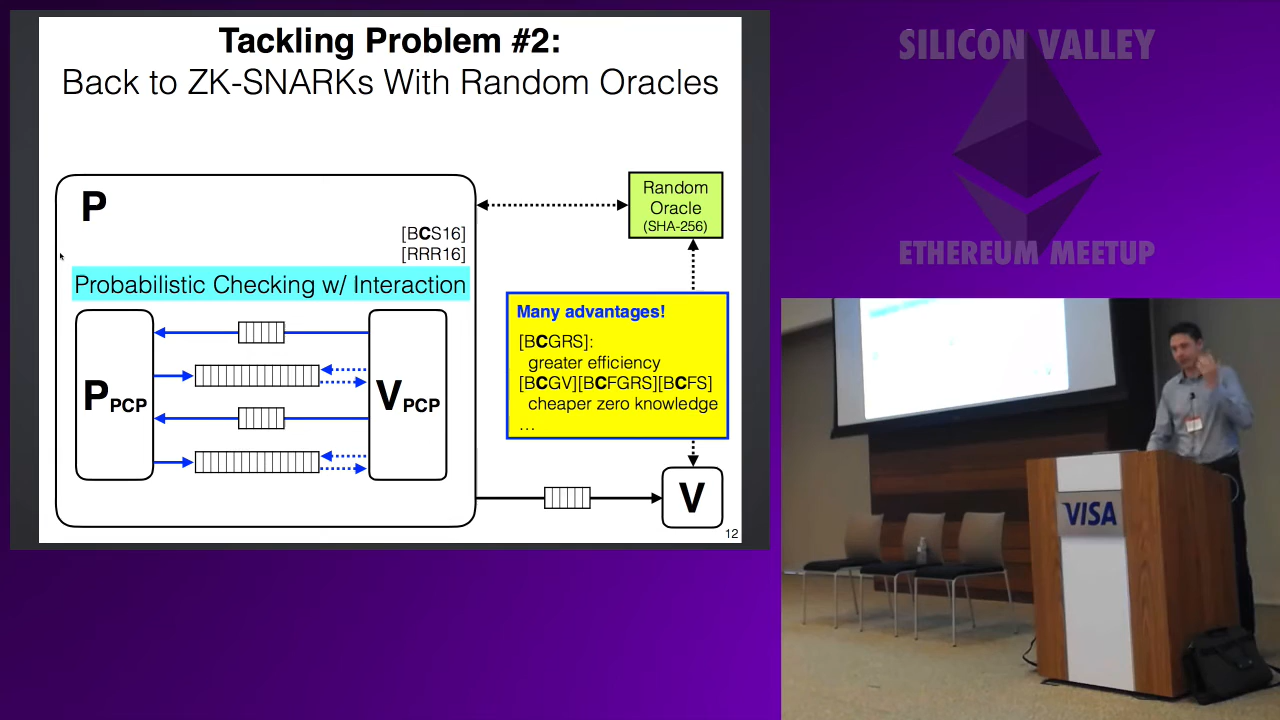 Tackling Problem #2:
Back to ZK-SNARKs With Random Oracles
P
[BCS16]
[RRR16]
Probabilistic Checking w/ Interaction
PPCP
VPCP
Random
Oracle
(SHA-256)
Many advantages!
[BCGRS]:
greater efficiency
[BCGV][BCFGRS][BCFS]
cheaper zero knowledge
...
V
12
SILICON VALLEY
ETHEREUM MEETUP
VISA